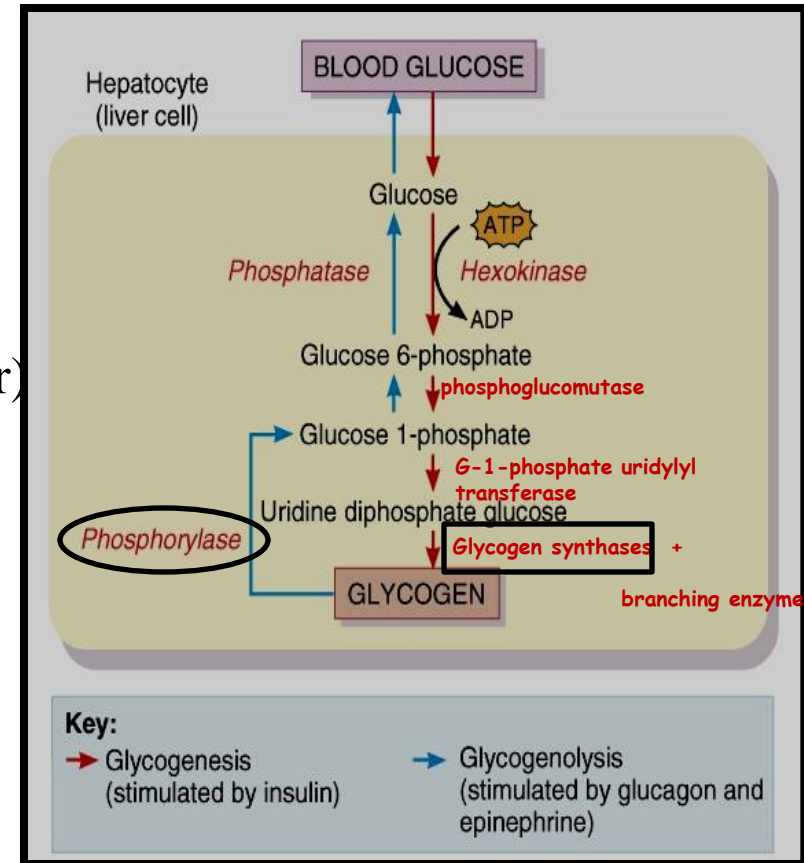 BLOOD GLUCOSE
Hepatocyte
(liver cell)
Glucose
ATP
Phosphatase
Hexokinase
ADP
Glucose 6-phosphate
r)
phosphoglucomutase
Glucose 1-phosphate
G-1-phosphate uridylyl
transferase
Uridine diphosphate glucose
Phosphorylase
Glycogen synthases +
GLYCOGEN
branching enzyme
Key:
Glycogenesis
(stimulated by insulin)
Glycogenolysis
(stimulated by glucagon and
epinephrine)